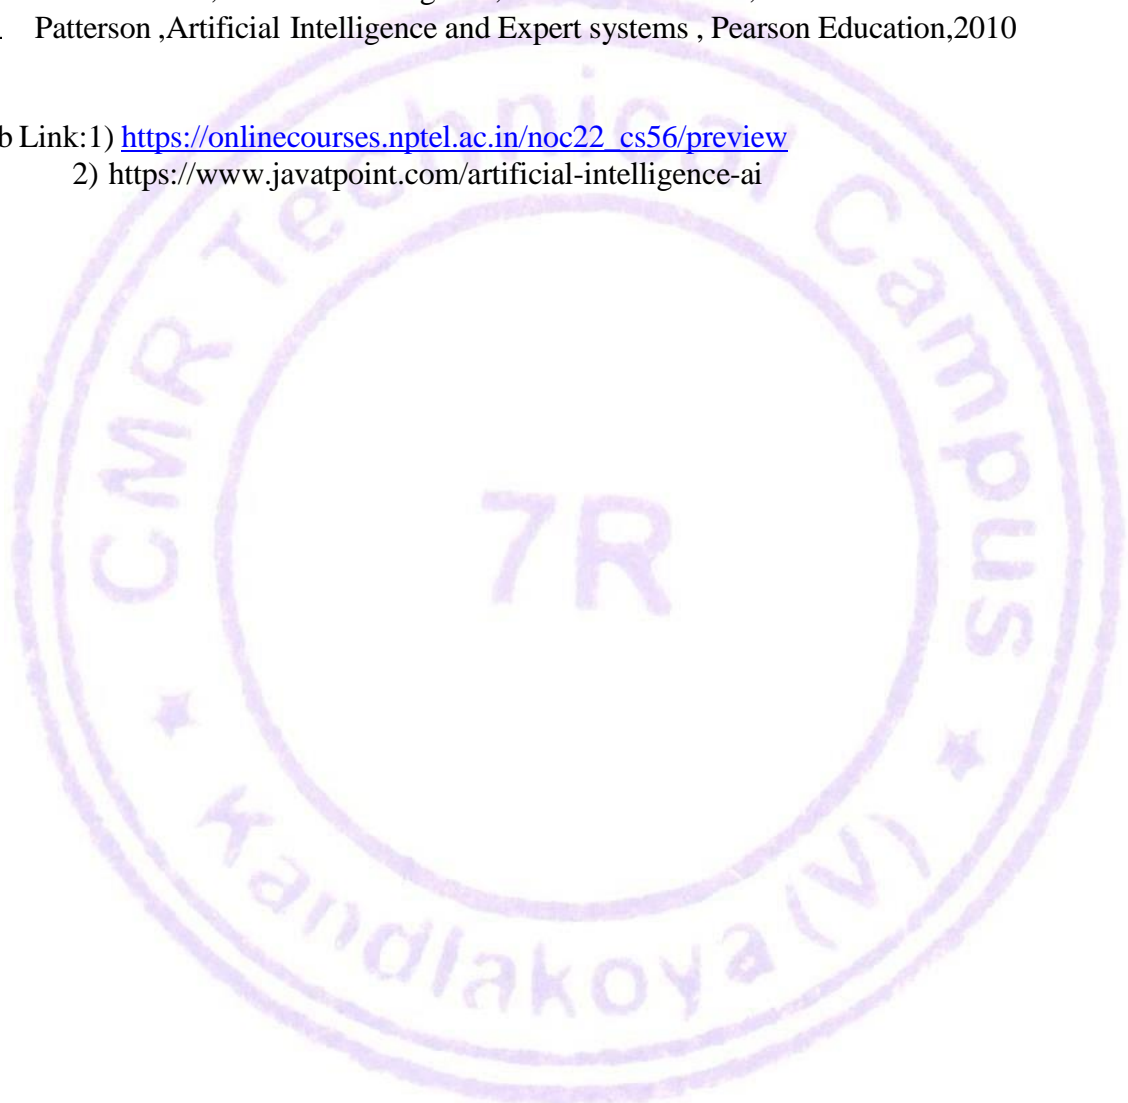 Patterson ,Artificial Intelligence and Expert systems , Pearson Education,2010
Link:1) https://onlinecourses.nptel.ac.in/noc22_cs56/preview
2) https://www.javatpoint.com/artificial-intelligence-ai
CMR Technical Campus
7R
★ Kandlakoya (V) ★